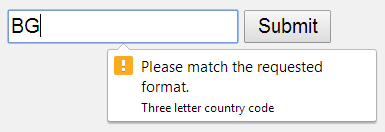 BG Submit
Please match the requested
format.
Three letter country code